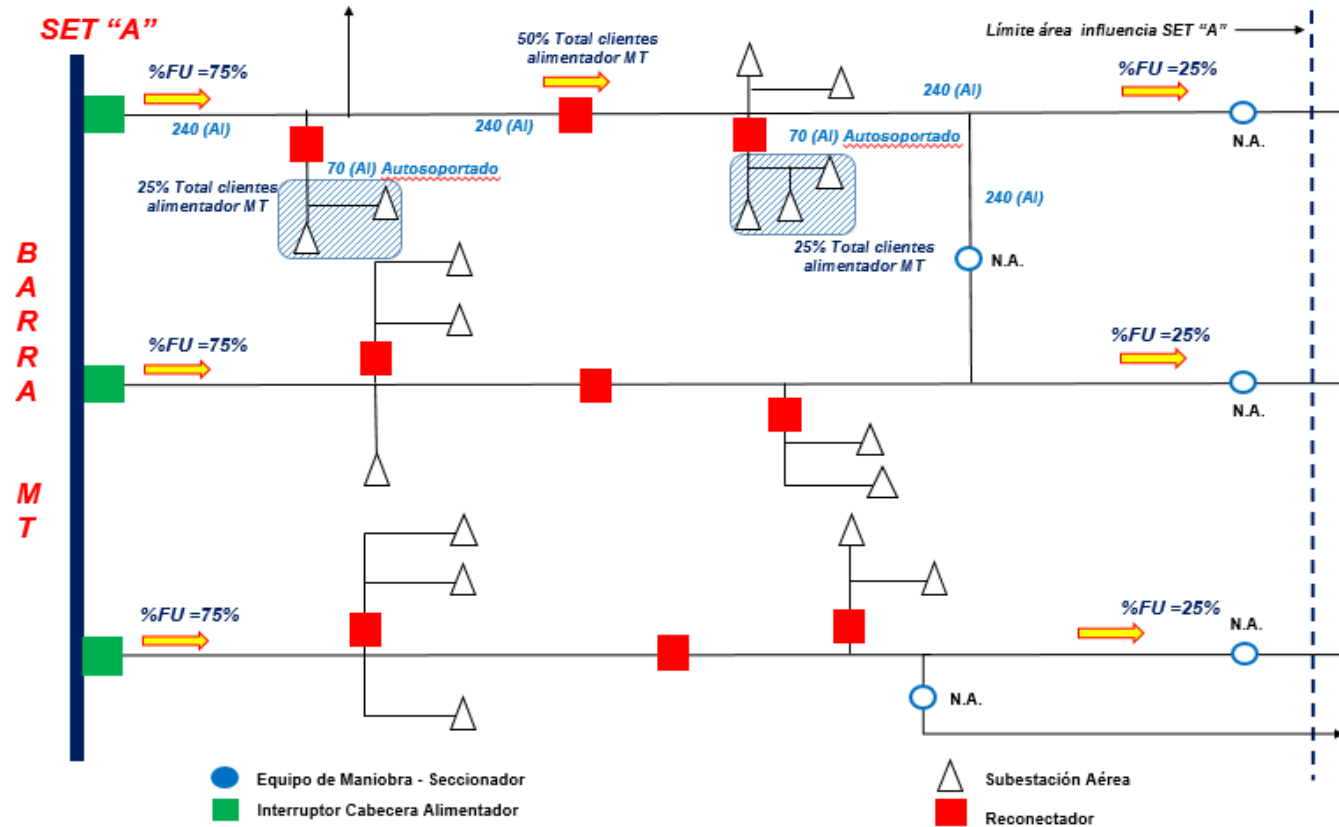 SET "A"
50% Total clientes
alimentador MT
Límite área influencia SET "A"
%FU =75%
%FU =25%
240 (Al)
240 (Al)
240 (Al)
N.A.
70 (Al) Autosoportado
70 (Al) Autosoportado
25% Total clientes
alimentador MT
240 (Al)
25% Total clientes
alimentador MT
N.A.
B
A
R
R
A
M
T
%FU =75%
%FU =25%
N.A.
%FU =75%
%FU =25%
N.A.
N.A.
Equipo de Maniobra - Seccionador
Interruptor Cabecera Alimentador
Subestación Aérea
Reconectador